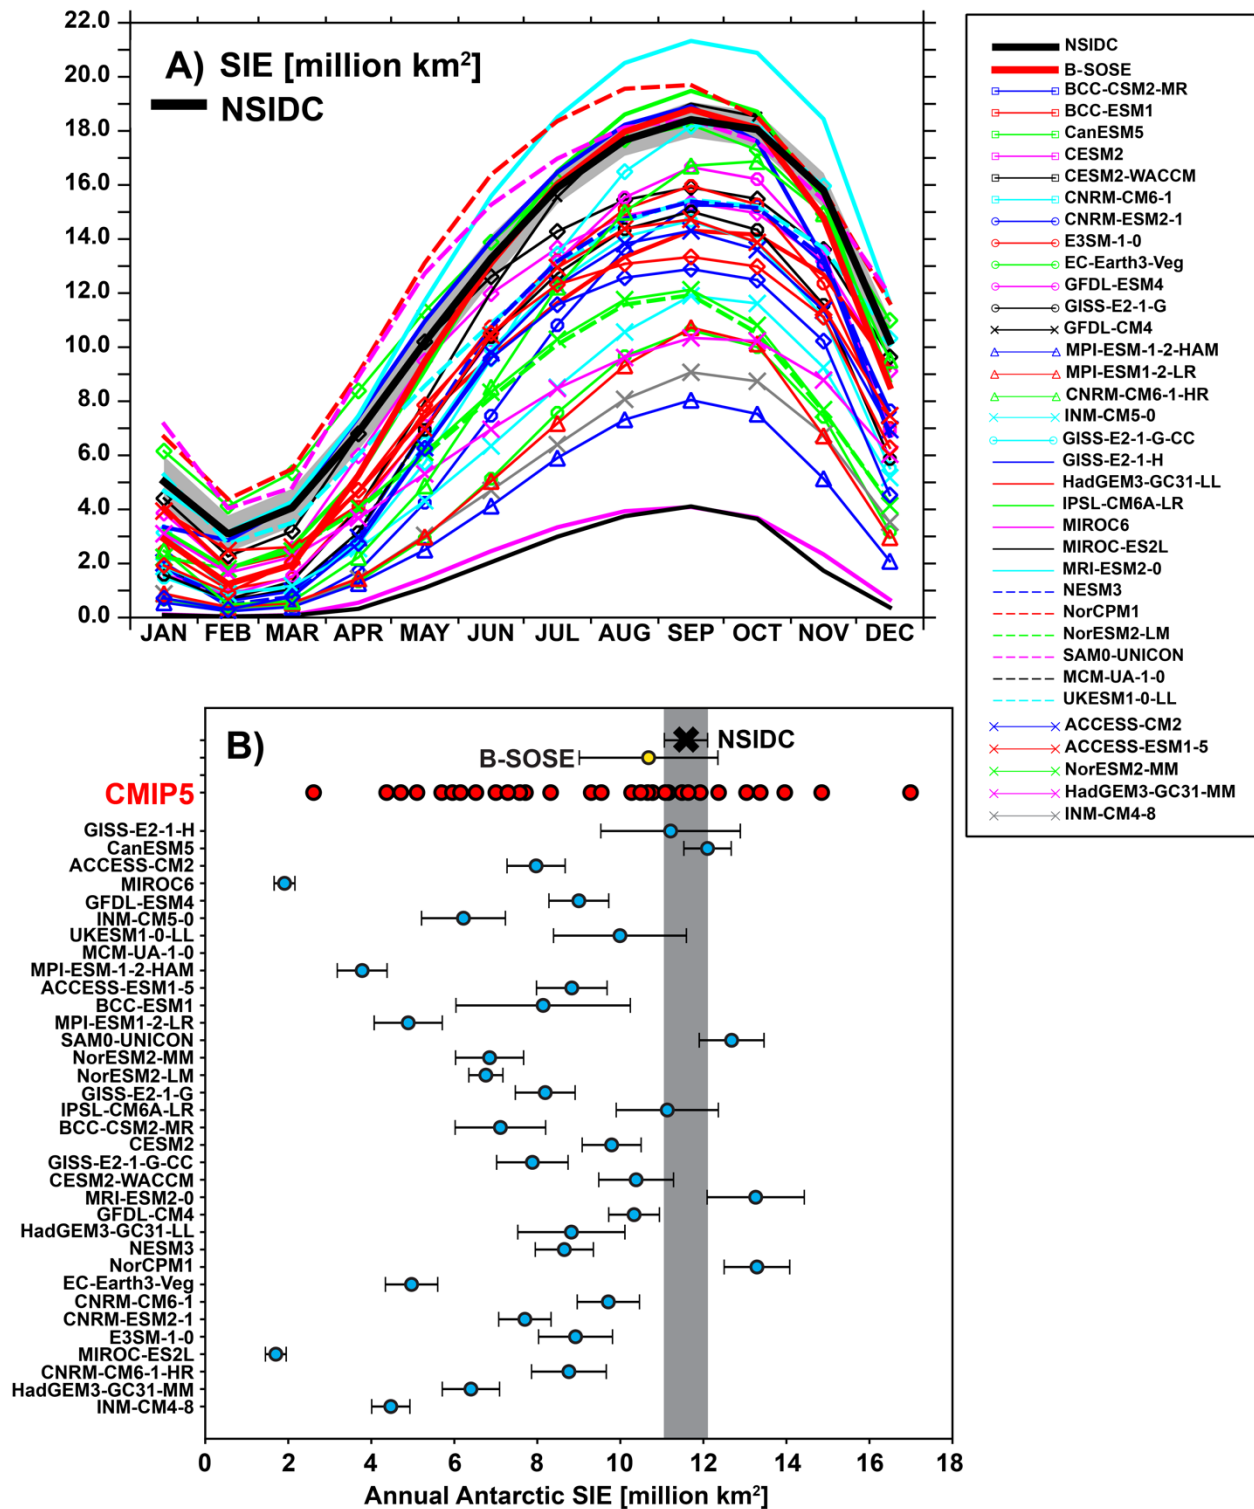 A) SIE [million km²]
NSIDC
22.0
20.0
18.0
16.0
14.0
12.0
10.0
8.0
6.0
4.0
2.0
0.0
JAN FEB MAR APR MAY JUN JUL AUG SEP OCT NOV DEC
NSIDC
B-SOSE
BCC-CSM2-MR
BCC-ESM1
CanESM5
CESM2
CESM2-WACCM
CNRM-CM6-1
CNRM-ESM2-1
E3SM-1-0
EC-Earth3-Veg
GFDL-ESM4
GISS-E2-1-G
GFDL-CM4
MPI-ESM-1-2-HAM
MPI-ESM1-2-LR
CNRM-CM6-1-HR
INM-CM5-0
GISS-E2-1-G-CC
GISS-E2-1-H
HadGEM3-GC31-LL
IPSL-CM6A-LR
MIROC6
MIROC-ES2L
MRI-ESM2-0
NESM3
NorCPM1
NorESM2-LM
SAM0-UNICON
MCM-UA-1-0
UKESM1-0-LL
ACCESS-CM2
ACCESS-ESM1-5
NorESM2-MM
HadGEM3-GC31-MM
INM-CM4-8
B)
NSIDC
B-SOSE
CMIP5
GISS-E2-1-H
CanESM5
ACCESS-CM2
MIROC6
GFDL-ESM4
INM-CM5-0
UKESM1-0-LL
MCM-UA-1-0
MPI-ESM-1-2-HAM
ACCESS-ESM1-5
BCC-ESM1
MPI-ESM1-2-LR
SAM0-UNICON
NorESM2-MM
NorESM2-LM
GISS-E2-1-G
IPSL-CM6A-LR
BCC-CSM2-MR
CESM2
GISS-E2-1-G-CC
CESM2-WACCM
MRI-ESM2-0
GFDL-CM4
HadGEM3-GC31-LL
NESM3
NorCPM1
EC-Earth3-Veg
CNRM-CM6-1
CNRM-ESM2-1
E3SM-1-0
MIROC-ES2L
CNRM-CM6-1-HR
HadGEM3-GC31-MM
INM-CM4-8
0 2 4 6 8 10 12 14 16 18
Annual Antarctic SIE [million km²]